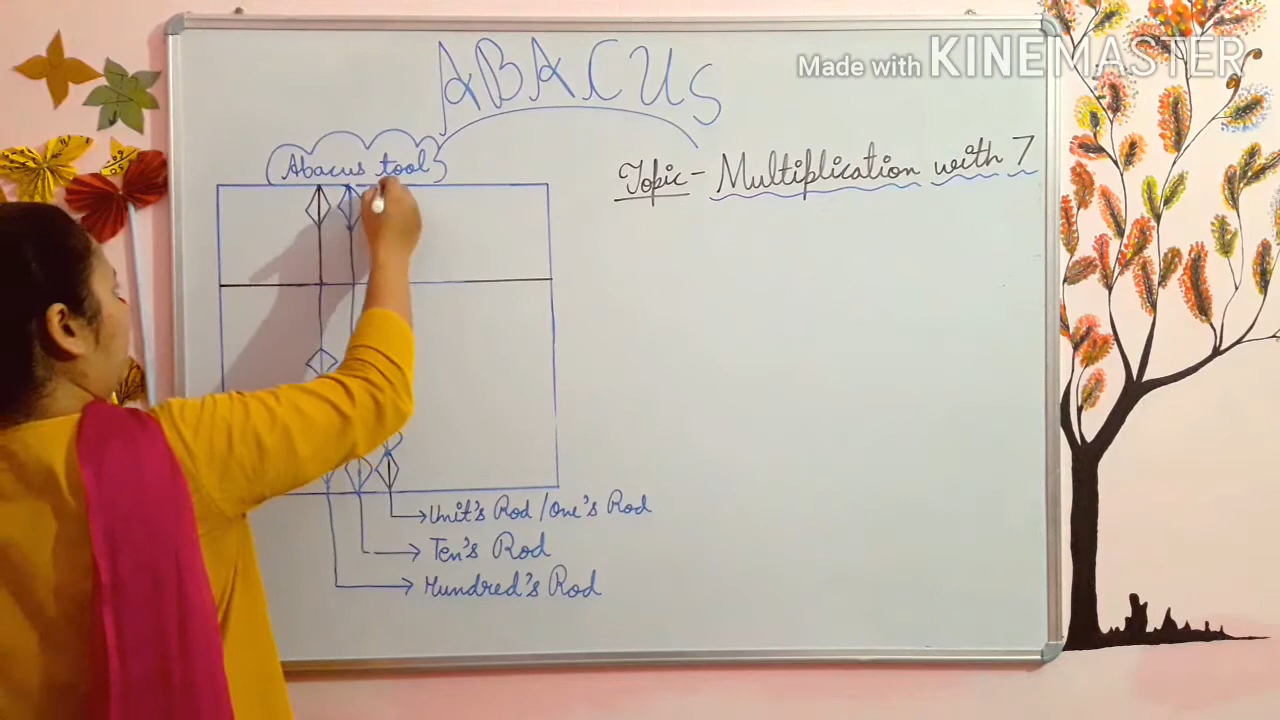 Made with KINEMASTER
ABACUS
Abacus tool
Topic - Multiplication with 7
Unit's Rod / One's Rod
Ten's Rod
Hundred's Rod